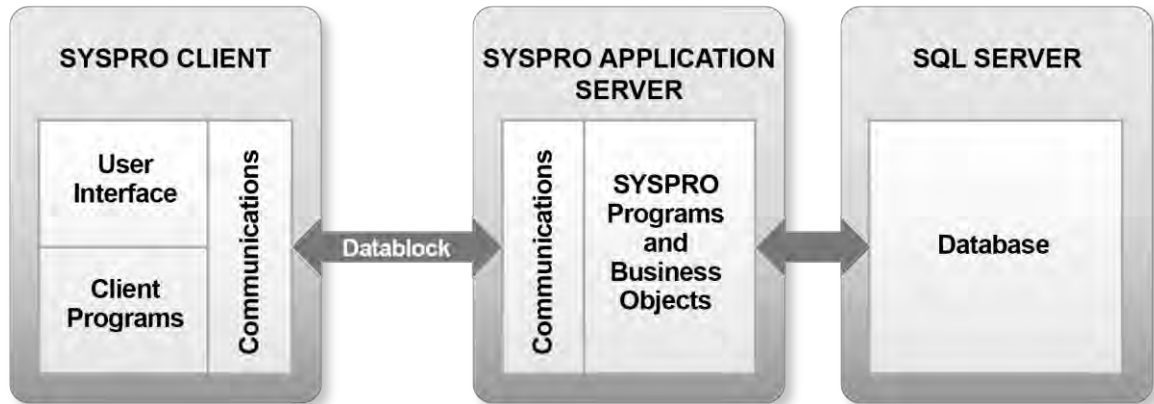 SYSPRO CLIENT
User
Interface
Client
Programs
Communications
Datablock
SYSPRO APPLICATION
SERVER
Communications
SYSPRO
Programs
and
Business
Objects
SQL SERVER
Database